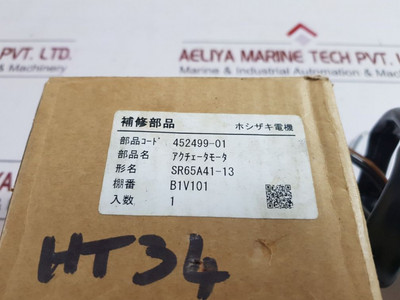 PVT. LTD.
& Machinery
AELIYA MARINE TECH PVT.
Marine & Industrial Automation & Machinery
補修部品 ホシザキ電機
部品コード 452499-01
部品名 アクチェータモータ
形名 SR65A41-13
棚番 B1V101
入数 1
HT34